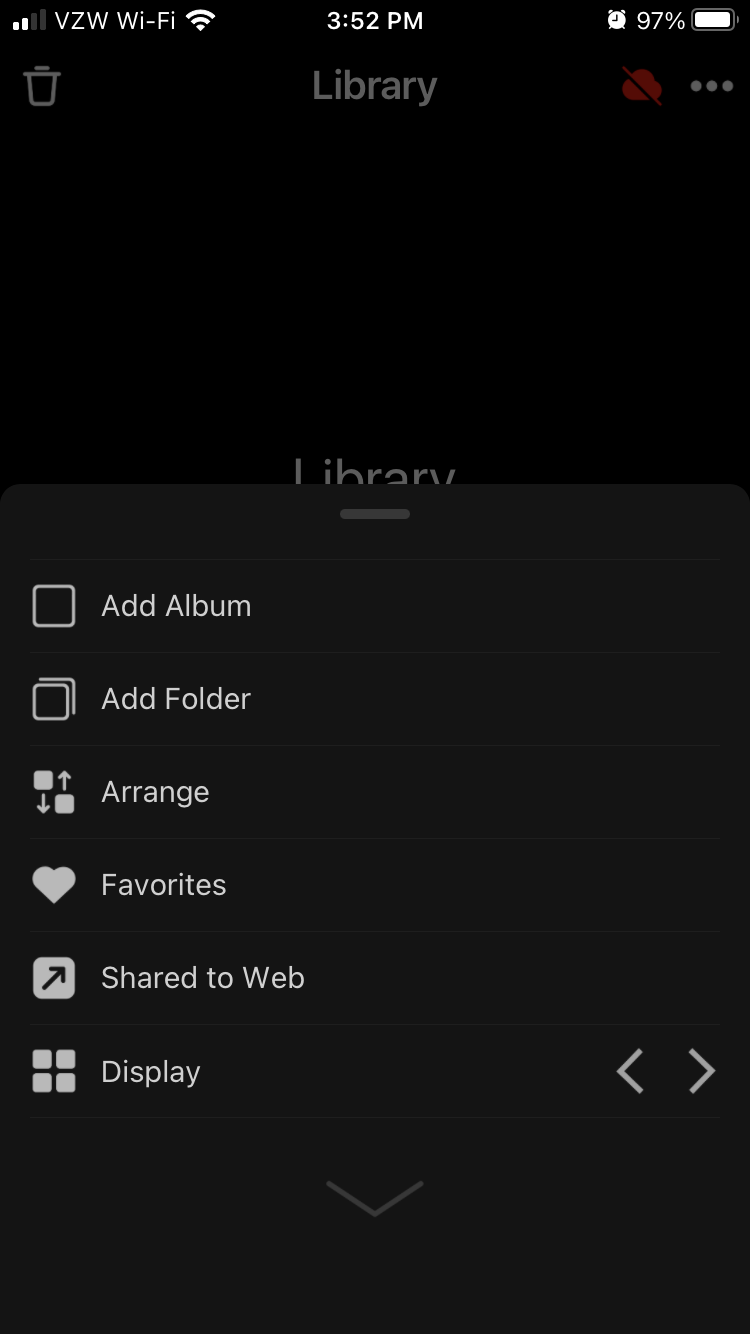 VZW Wi-Fi 3:52 PM 97%
Library
Library
Add Album
Add Folder
Arrange
Favorites
Shared to Web
Display